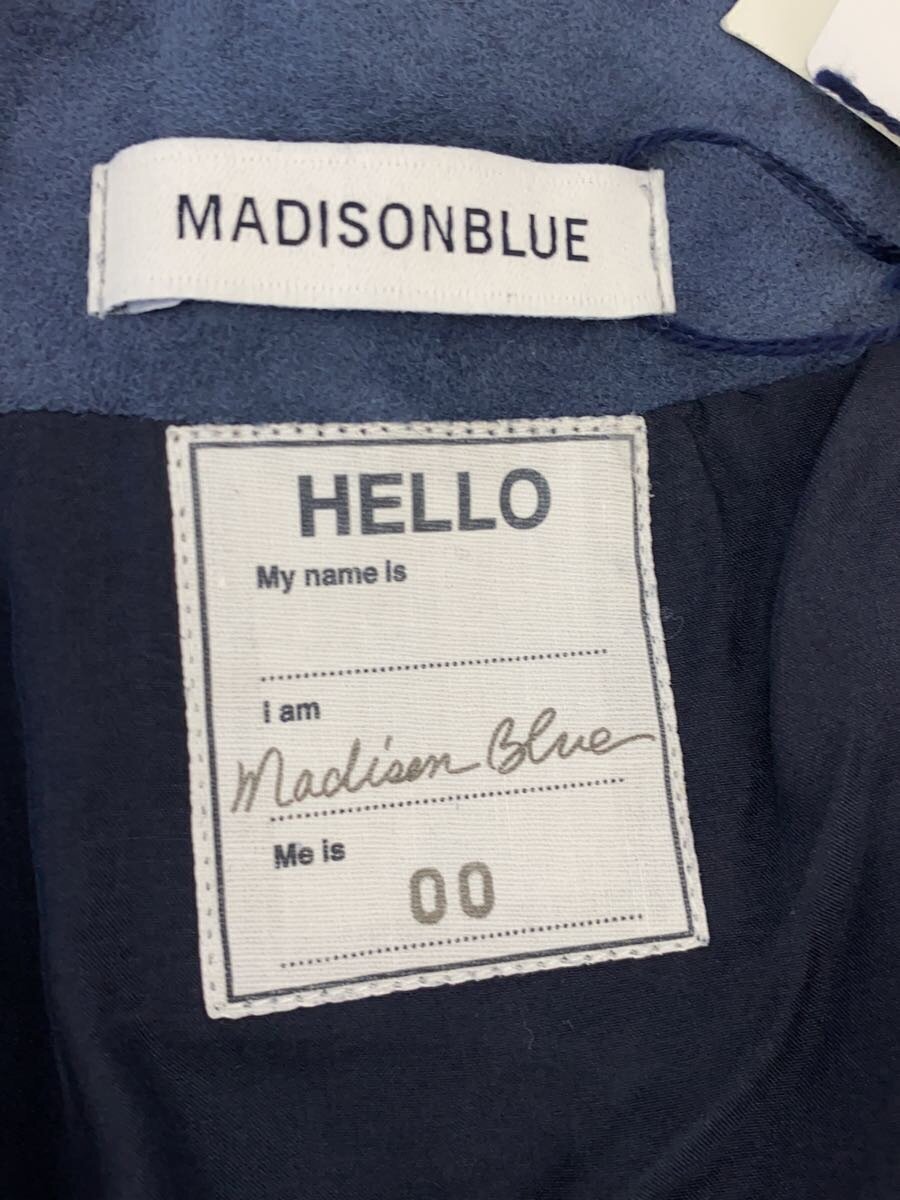 MADISONBLUE
HELLO
My name is
i am
Madison Blue
Me is
00